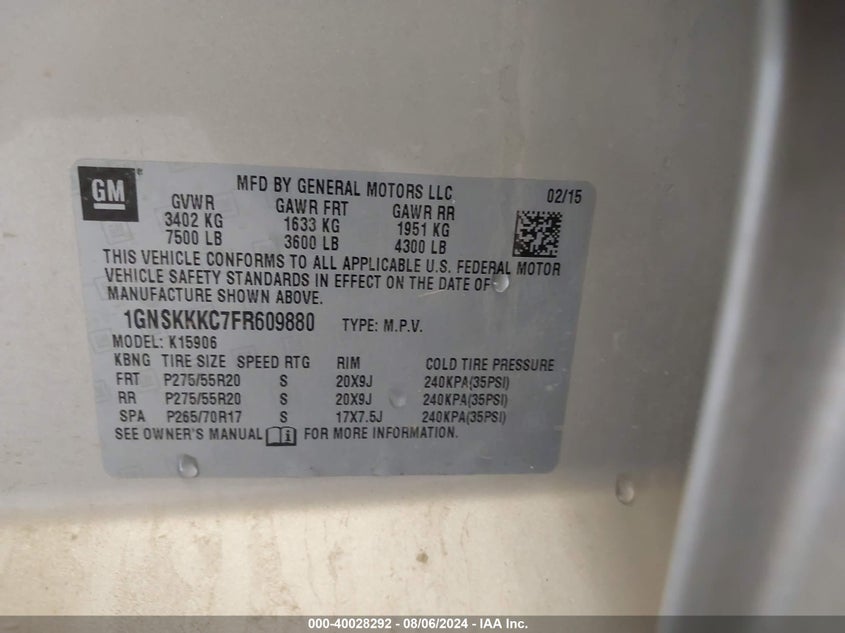 GM
MFD BY GENERAL MOTORS LLC 02/15
GVWR GAWR FRT GAWR RR
3402 KG 1633 KG 1951 KG
7500 LB 3600 LB 4300 LB
THIS VEHICLE CONFORMS TO ALL APPLICABLE U.S. FEDERAL MOTOR
VEHICLE SAFETY STANDARDS IN EFFECT ON THE DATE OF
MANUFACTURE SHOWN ABOVE.
1GNSKKKC7FR609880 TYPE: M.P.V.
MODEL: K15906
KBNG TIRE SIZE SPEED RTG RIM COLD TIRE PRESSURE
FRT P275/55R20 S 20X9J 240KPA(35PSI)
RR P275/55R20 S 20X9J 240KPA(35PSI)
SPA P265/70R17 S 17X7.5J 240KPA(35PSI)
SEE OWNER'S MANUAL FOR MORE INFORMATION.
000-40028292 - 08/06/2024 - IAA Inc.